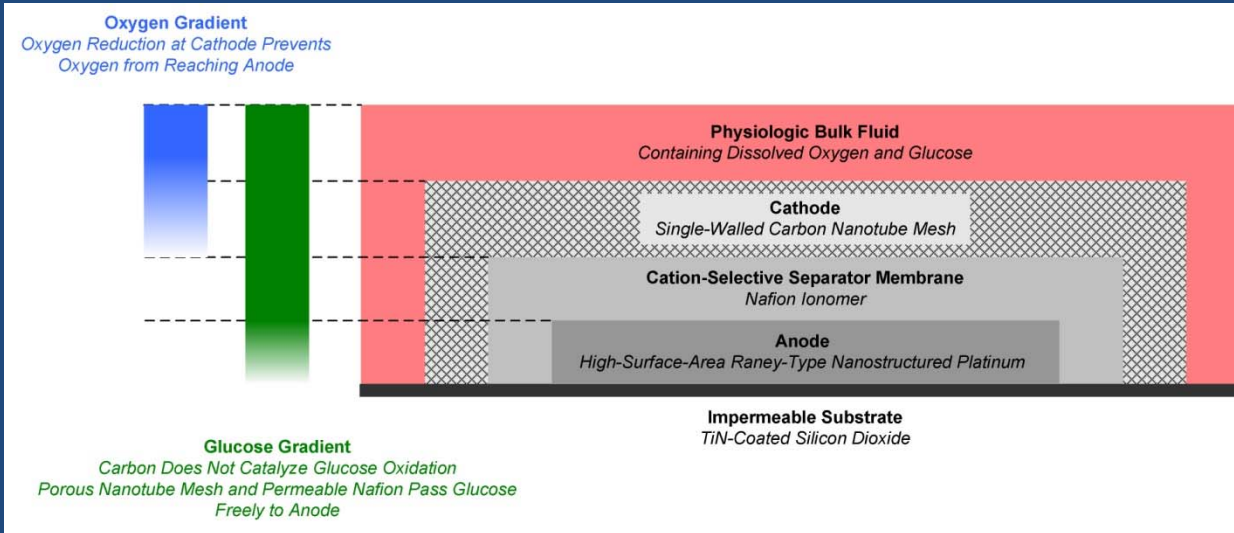 Oxygen Gradient
Oxygen Reduction at Cathode Prevents
Oxygen from Reaching Anode
Physiologic Bulk Fluid
Containing Dissolved Oxygen and Glucose
Cathode
Single-Walled Carbon Nanotube Mesh
Cation-Selective Separator Membrane
Nafion Ionomer
Anode
High-Surface-Area Raney-Type Nanostructured Platinum
Impermeable Substrate
TiN-Coated Silicon Dioxide
Glucose Gradient
Carbon Does Not Catalyze Glucose Oxidation
Porous Nanotube Mesh and Permeable Nafion Pass Glucose
Freely to Anode